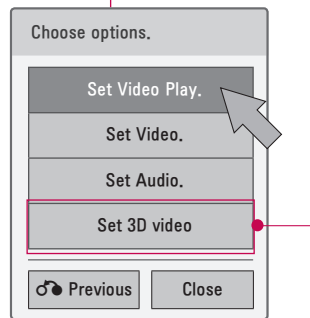 Choose options.
Set Video Play.
Set Video.
Set Audio.
Set 3D video
Previous Close